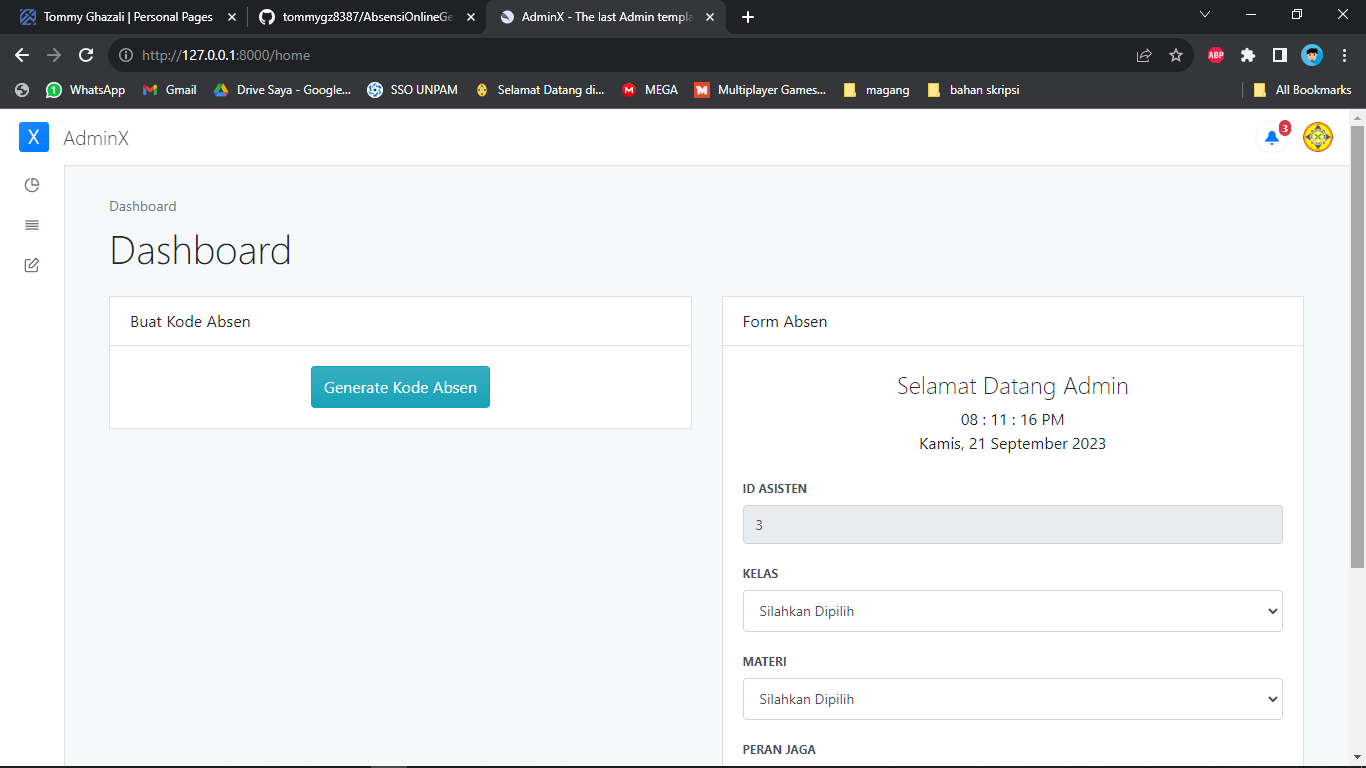 Tommy Ghazali | Personal Pages
tommygz8387/AbsensiOnlineGe
AdminX - The last Admin templa
http://127.0.0.1:8000/home
ABP
WhatsApp
Gmail
Drive Saya - Google...
SSO UNPAM
Selamat Datang di...
MEGA
Multiplayer Games...
magang
bahan skripsi
All Bookmarks
X AdminX
3
Dashboard
Dashboard
Buat Kode Absen
Generate Kode Absen
Form Absen
Selamat Datang Admin
08 : 11 : 16 PM
Kamis, 21 September 2023
ID ASISTEN
3
KELAS
Silahkan Dipilih
MATERI
Silahkan Dipilih
PERAN JAGA